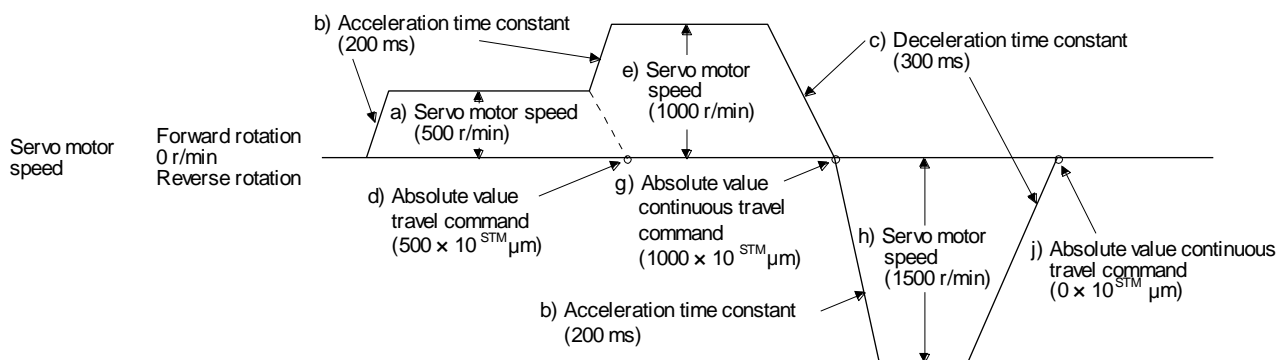 b) Acceleration time constant
(200 ms)
c) Deceleration time constant
(300 ms)
e) Servo motor
speed
(1000 r/min)
a) Servo motor speed
(500 r/min)
Servo motor
speed
Forward rotation
0 r/min
Reverse rotation
d) Absolute value
travel command
(500 × 10 STM μm)
g) Absolute value
continuous travel
command
(1000 × 10 STM μm)
h) Servo motor
speed
(1500 r/min)
j) Absolute value continuous
travel command
(0 × 10 STM μm)
b) Acceleration time constant
(200 ms)